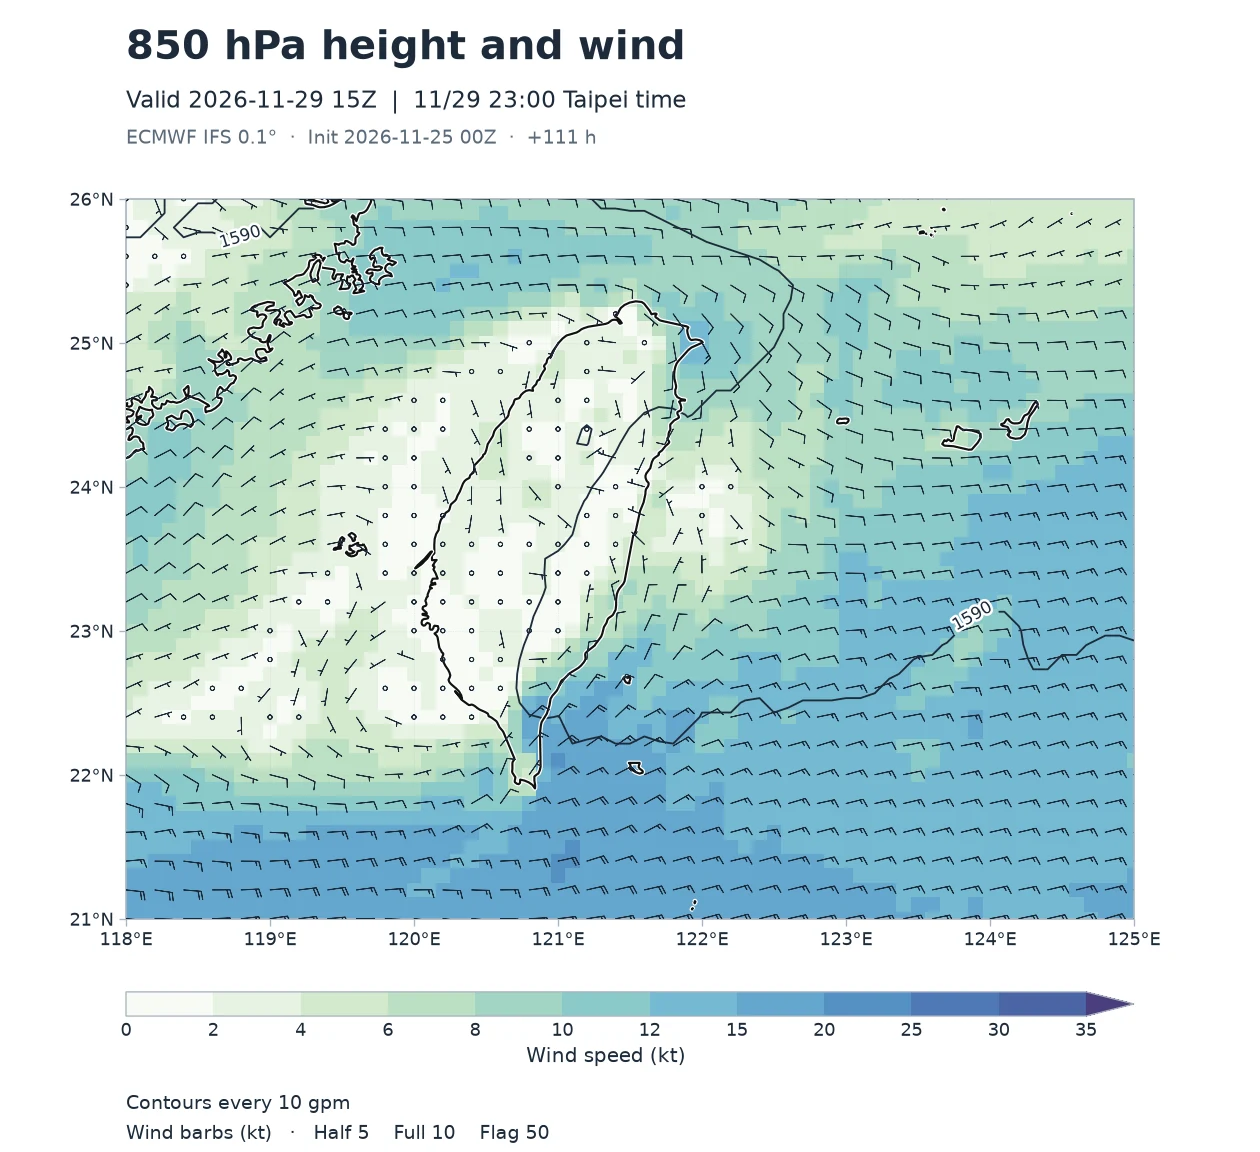 850 hPa height and wind
Valid 2026-11-29 15Z | 11/29 23:00 Taipei time
ECMWF IFS 0.1° · Init 2026-11-25 00Z · +111 h
26°N
1590
25°N
24°N
23°N
1590
22°N
21°N
118°E 119°E 120°E 121°E 122°E 123°E 124°E 125°E
0 2 4 6 8 10 12 15 20 25 30 35
Wind speed (kt)
Contours every 10 gpm
Wind barbs (kt) · Half 5 Full 10 Flag 50